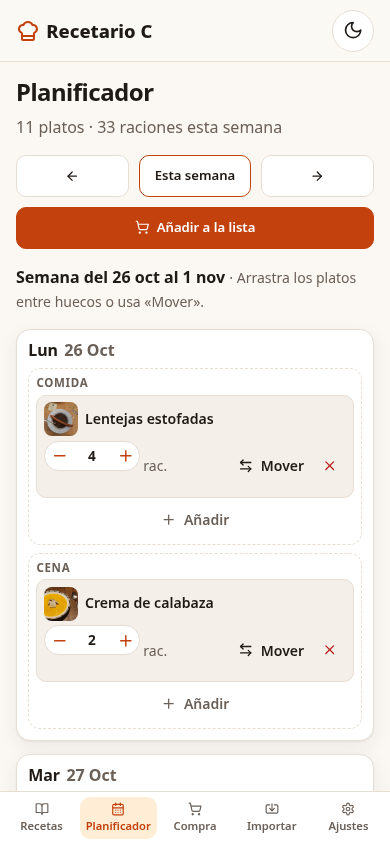 Recetario C
Planificador
11 platos · 33 raciones esta semana
Esta semana
Añadir a la lista
Semana del 26 oct al 1 nov · Arrastra los platos
entre huecos o usa «Mover».
Lun 26 Oct
COMIDA
Lentejas estofadas
4 rac. Mover
Añadir
CENA
Crema de calabaza
2 rac. Mover
Añadir
Mar 27 Oct
Recetas Planificador Compra Importar Ajustes